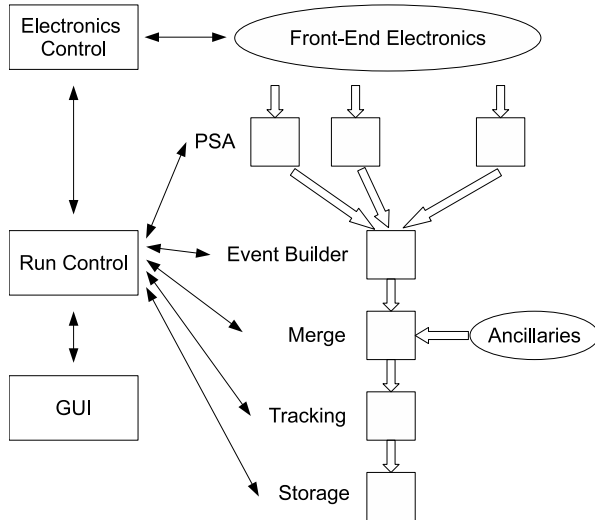 Electronics
Control
Front-End Electronics
PSA
Run Control
Event Builder
Merge
Ancillaries
GUI
Tracking
Storage